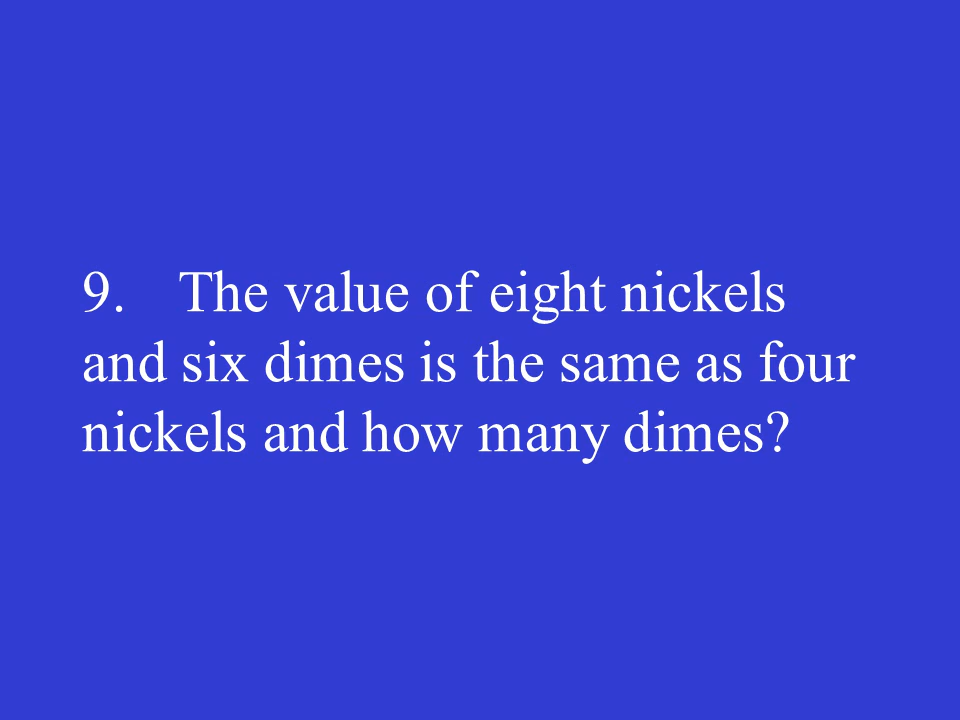 9. The value of eight nickels
and six dimes is the same as four
nickels and how many dimes?